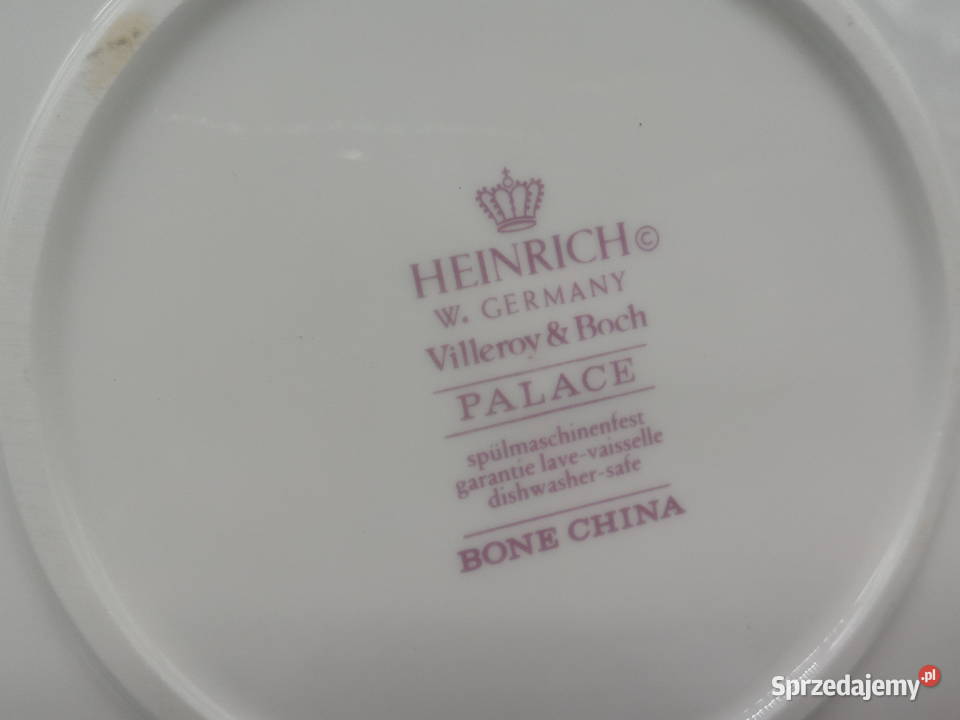 HEINRICH©
W. GERMANY
Villeroy & Boch
PALACE
spülmaschinenfest
garantie lave-vaisselle
dishwasher-safe
BONE CHINA
Sprzedajemy.pl